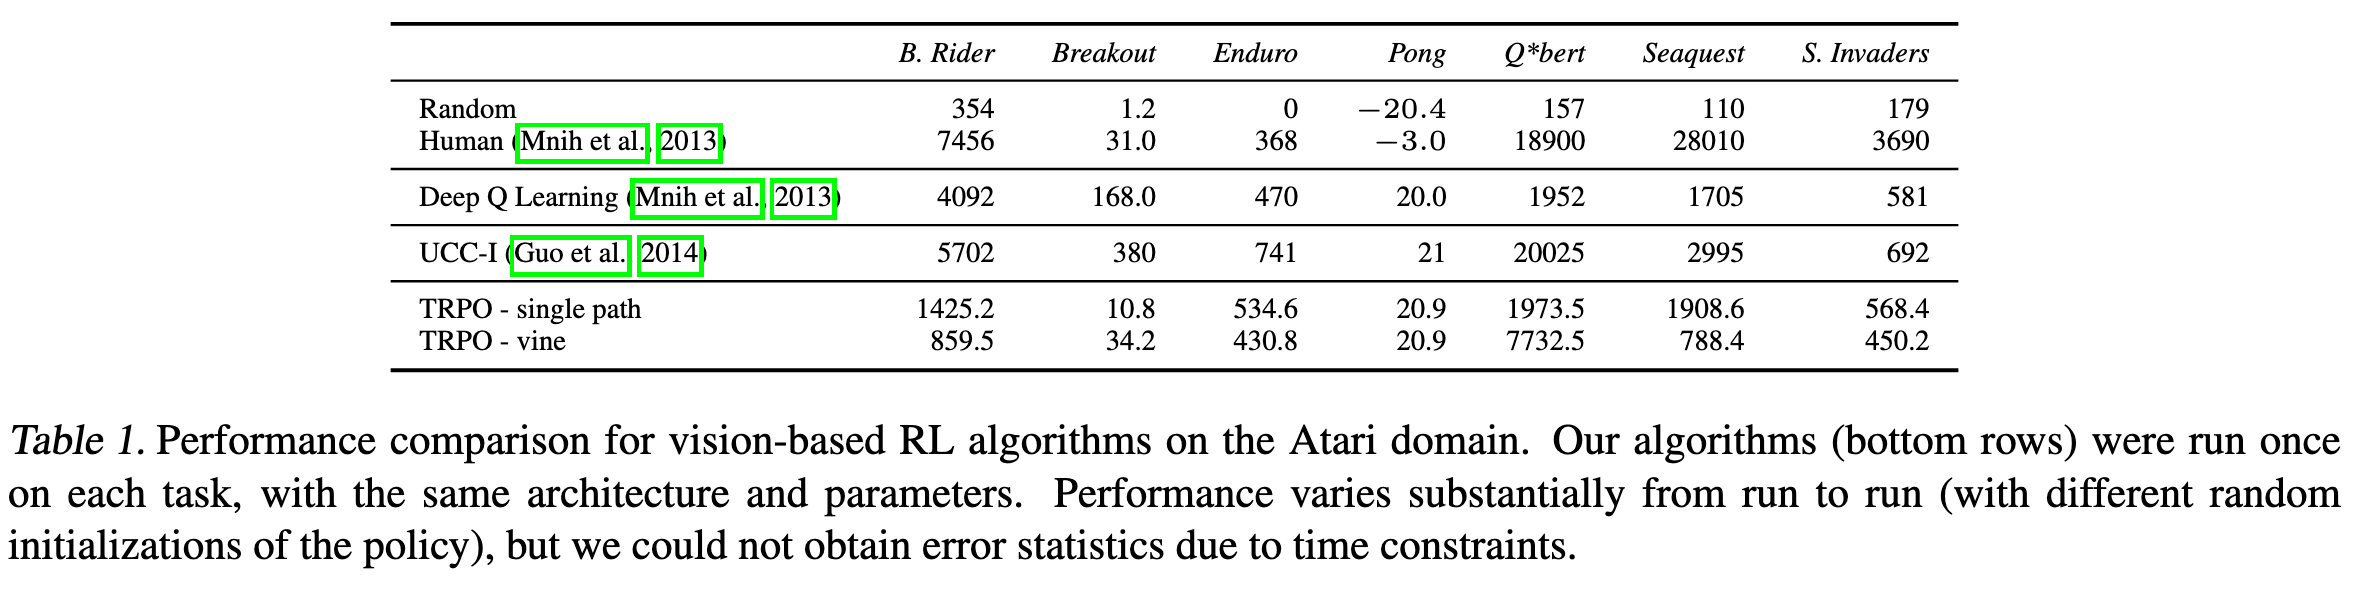 B. Rider Breakout Enduro Pong Q*bert Seaquest S. Invaders
Random 354 1.2 0 −20.4 157 110 179
Human (Mnih et al., 2013) 7456 31.0 368 −3.0 18900 28010 3690
Deep Q Learning (Mnih et al., 2013) 4092 168.0 470 20.0 1952 1705 581
UCC-I (Guo et al., 2014) 5702 380 741 21 20025 2995 692
TRPO - single path 1425.2 10.8 534.6 20.9 1973.5 1908.6 568.4
TRPO - vine 859.5 34.2 430.8 20.9 7732.5 788.4 450.2
Table 1. Performance comparison for vision-based RL algorithms on the Atari domain. Our algorithms (bottom rows) were run once
on each task, with the same architecture and parameters. Performance varies substantially from run to run (with different random
initializations of the policy), but we could not obtain error statistics due to time constraints.